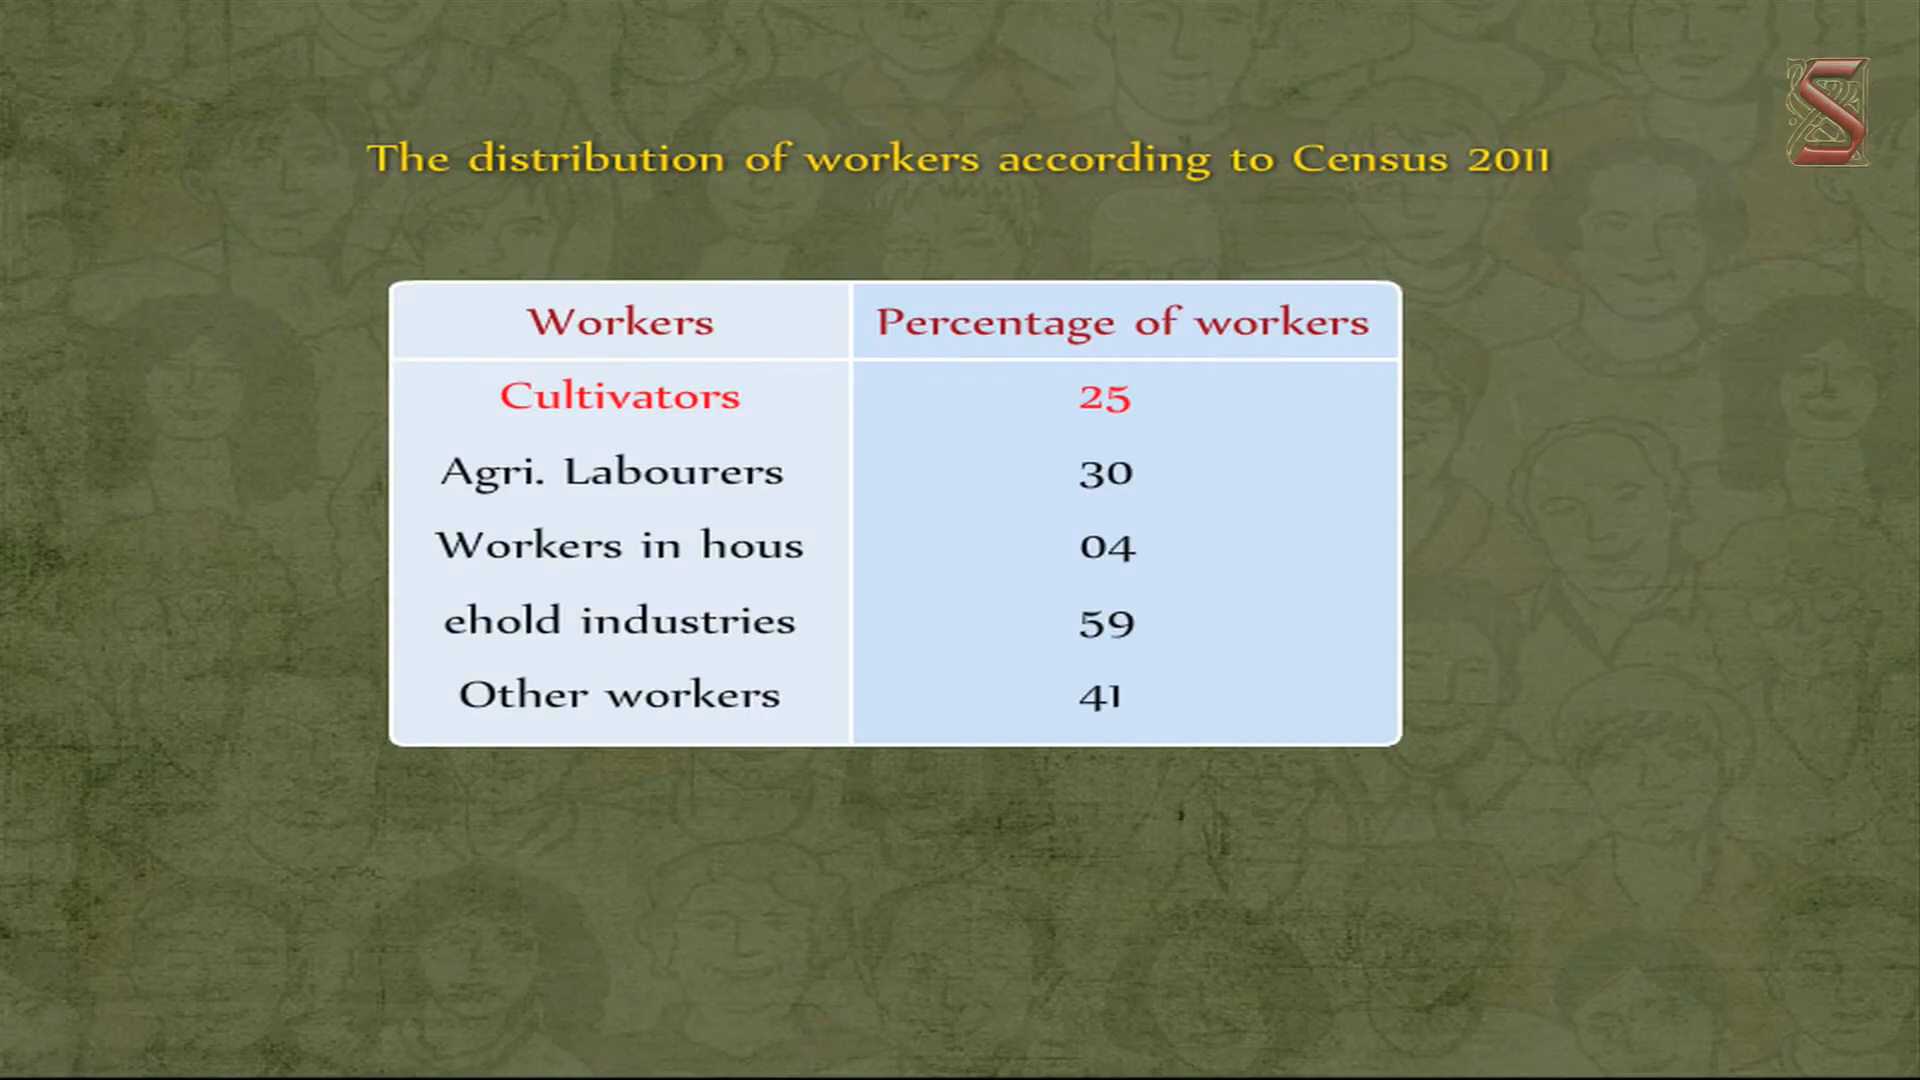 The distribution of workers according to Census 2011
Workers Percentage of workers
Cultivators 25
Agri. Labourers 30
Workers in hous 04
ehold industries 59
Other workers 41
S